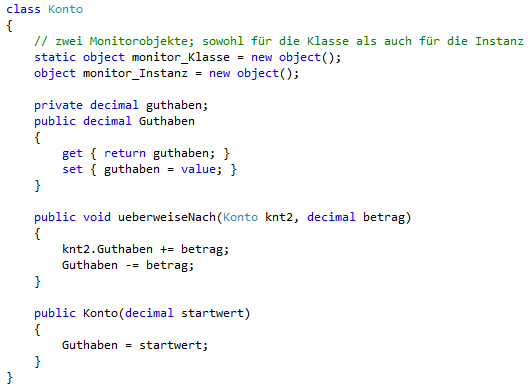 class Konto
{
    // zwei Monitorobjekte; sowohl für die Klasse als auch für die Instanz
    static object monitor_Klasse = new object();
    object monitor_Instanz = new object();

    private decimal guthaben;
    public decimal Guthaben
    {
        get { return guthaben; }
        set { guthaben = value; }
    }

    public void ueberweiseNach(Konto knt2, decimal betrag)
    {
        knt2.Guthaben += betrag;
        Guthaben -= betrag;
    }

    public Konto(decimal startwert)
    {
        Guthaben = startwert;
    }
}